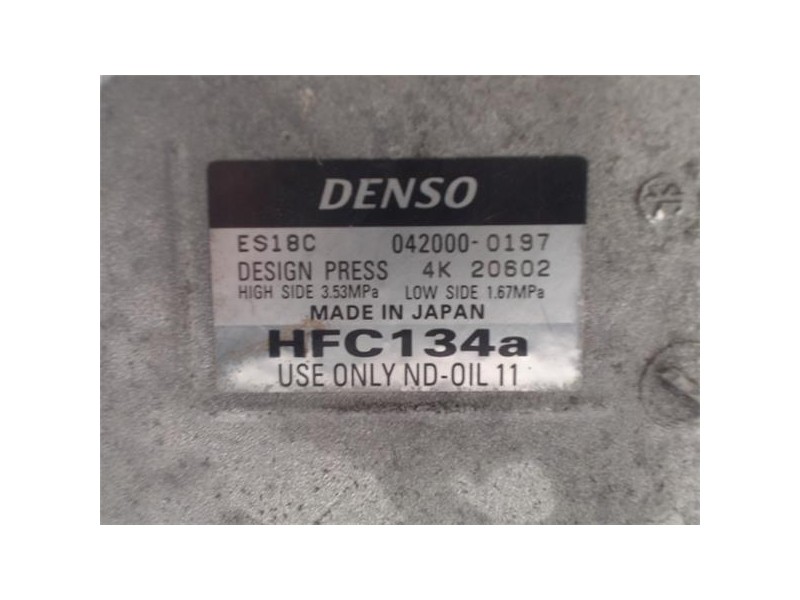 DENSO
ES18C 042000-0197
DESIGN PRESS 4K 20602
HIGH SIDE 3.53MPa LOW SIDE 1.67MPa
MADE IN JAPAN
HFC134a
USE ONLY ND-OIL 11